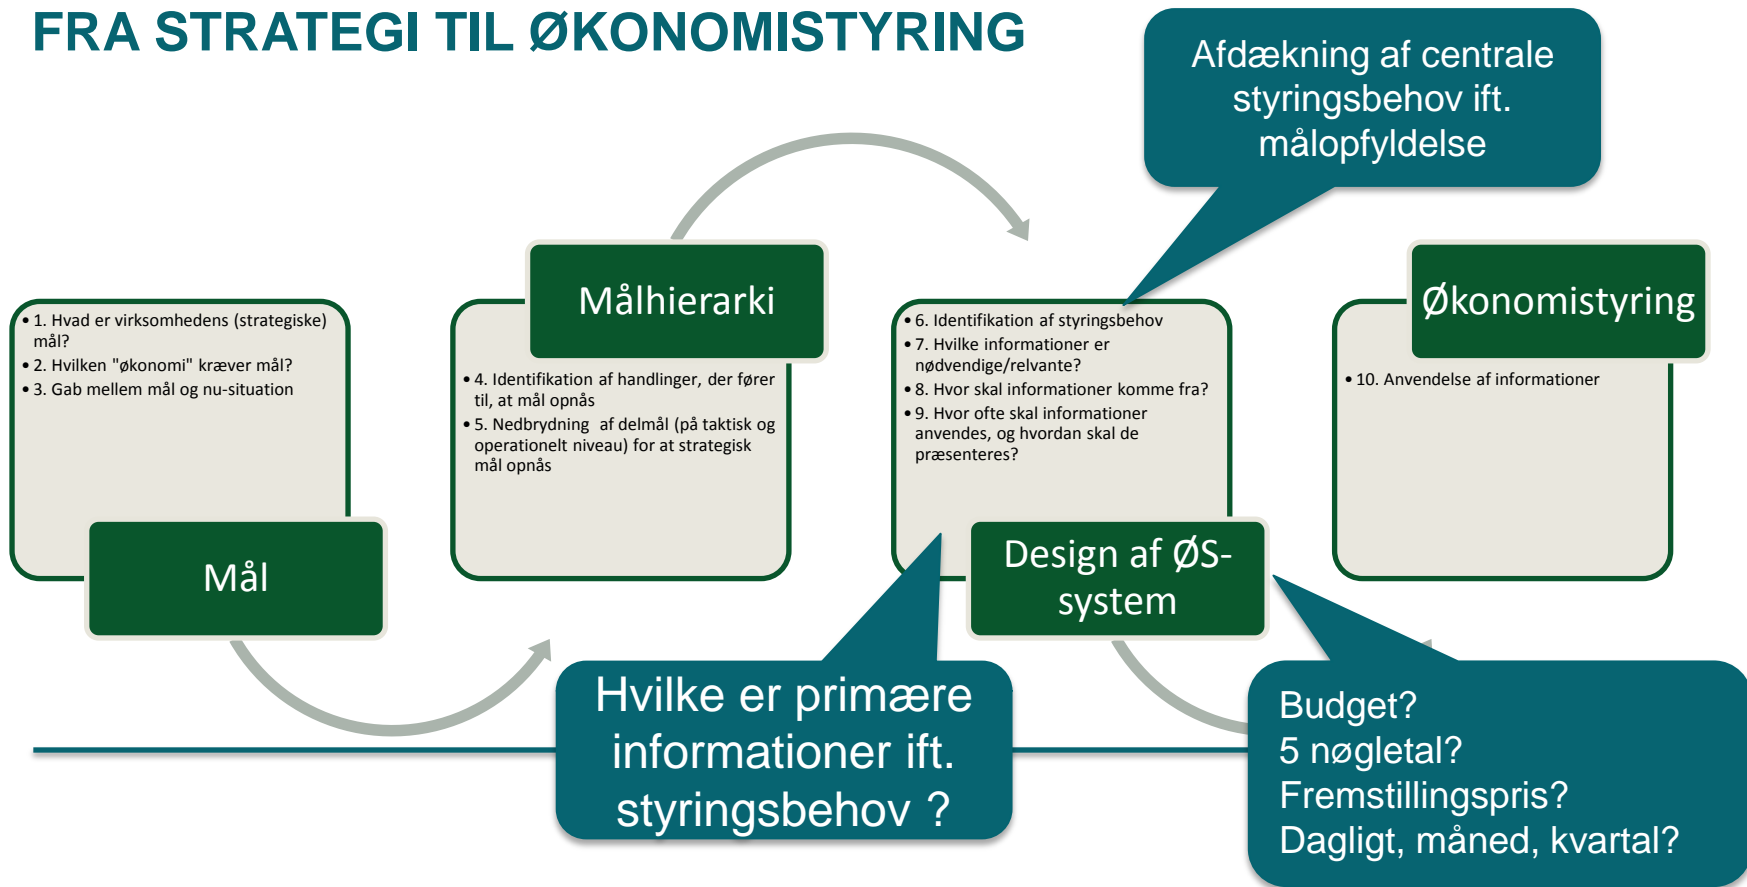 FRA STRATEGI TIL ØKONOMISTYRING
Afdækning af centrale
styringsbehov ift.
målopfyldelse
• 1. Hvad er virksomhedens (strategiske)
mål?
• 2. Hvilken "økonomi" kræver mål?
• 3. Gab mellem mål og nu-situation
Mål
Målhierarki
• 4. Identifikation af handlinger, der fører
til, at mål opnås
• 5. Nedbrydning af delmål (på taktisk og
operationelt niveau) for at strategisk
mål opnås
• 6. Identifikation af styringsbehov
• 7. Hvilke informationer er
nødvendige/relvante?
• 8. Hvor skal informationer komme fra?
• 9. Hvor ofte skal informationer
anvendes, og hvordan skal de
præsenteres?
Design af ØS-
system
Økonomistyring
• 10. Anvendelse af informationer
Hvilke er primære
informationer ift.
styringsbehov ?
Budget?
5 nøgletal?
Fremstillingspris?
Dagligt, måned, kvartal?